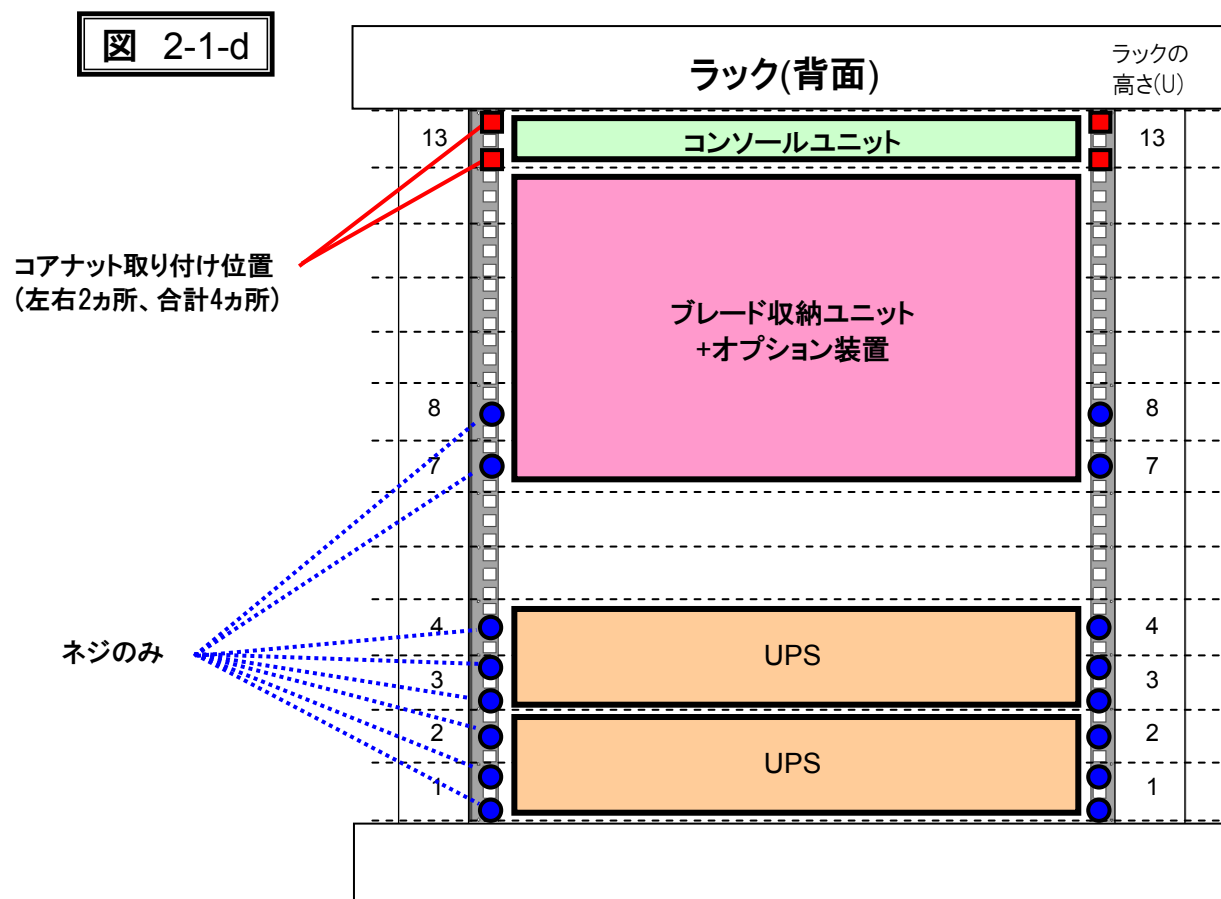 図 2-1-d
ラック(背面)
ラックの
高さ(U)
13
コンソールユニット
13
コアナット取り付け位置
(左右2ヵ所、合計4ヵ所)
ブレード収納ユニット
+オプション装置
8
8
7
7
ネジのみ
4
UPS
4
3
3
2
UPS
2
1
1